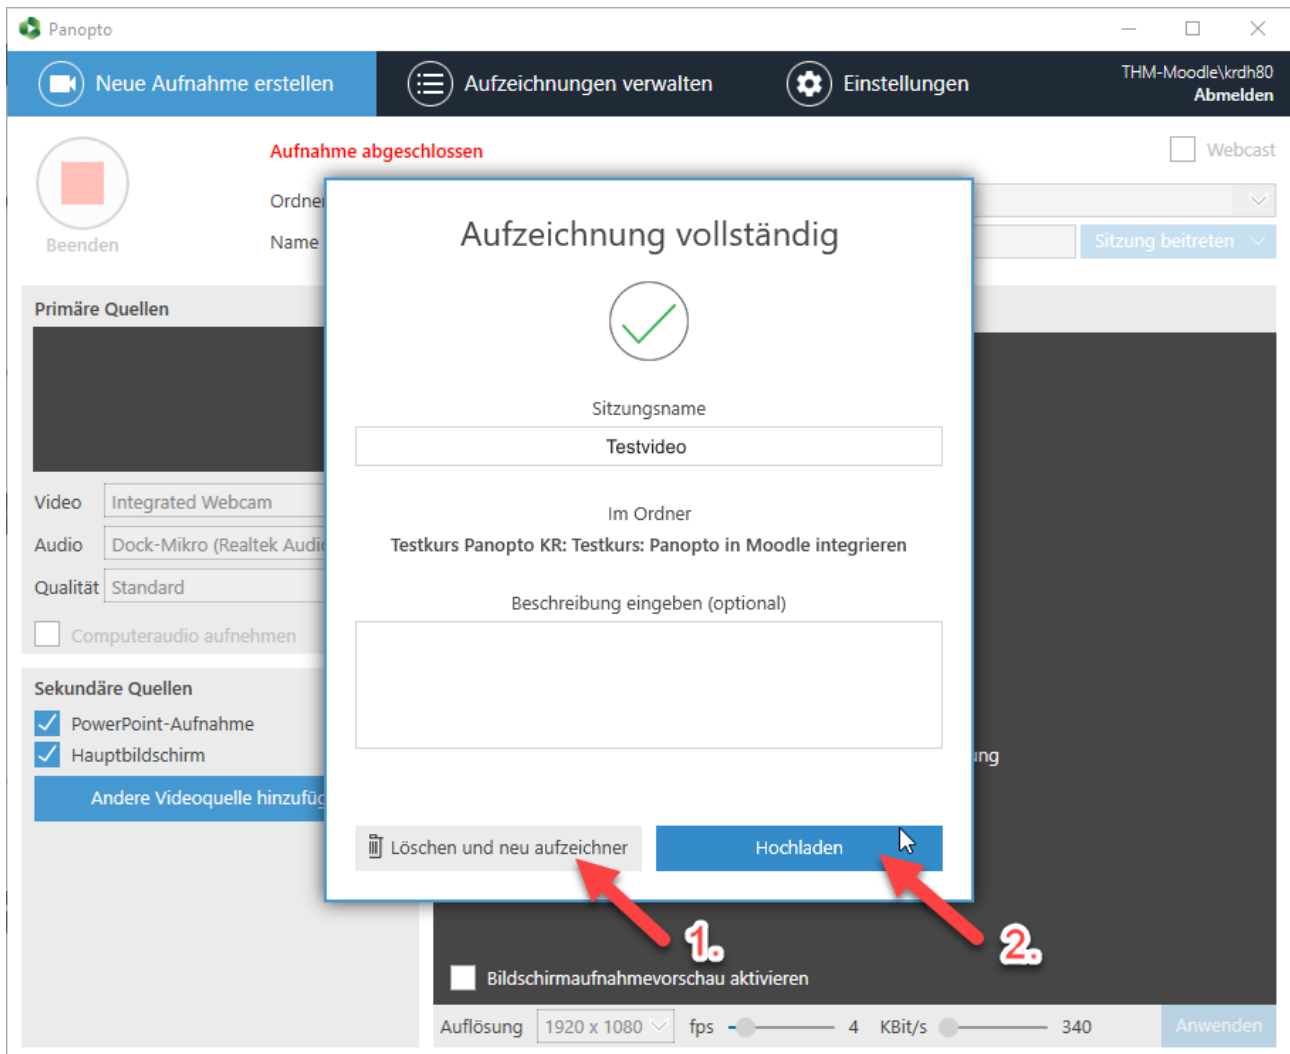 Panopto
Neue Aufnahme erstellen
Aufzeichnungen verwalten
Einstellungen
THM-Moodle\krdh80
Abmelden
Aufnahme abgeschlossen
Webcast
Beenden
Ordner
Name
Sitzung beitreten
Aufzeichnung vollständig
Sitzungsname
Testvideo
Im Ordner
Testkurs Panopto KR: Testkurs: Panopto in Moodle integrieren
Beschreibung eingeben (optional)
Löschen und neu aufzeichner
Hochladen
1.
2.
Primäre Quellen
Video
Integrated Webcam
Audio
Dock-Mikro (Realtek Audio
Qualität
Standard
Computeraudio aufnehmen
Sekundäre Quellen
PowerPoint-Aufnahme
Hauptbildschirm
Andere Videoquelle hinzufüg
ung
Bildschirmaufnahmevorschau aktivieren
Auflösung
1920 x 1080
fps
4
KBit/s
340
Anwenden